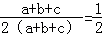 a+b+c / 2 (a+b+c) = 1/2